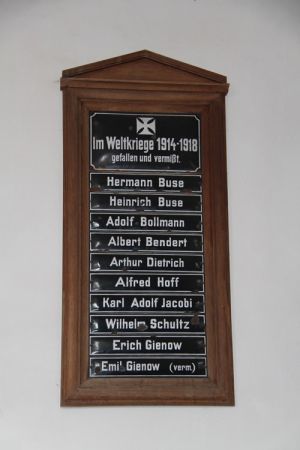 Im Weltkriege 1914-1918
gefallen und vermißt.
Hermann Buse
Heinrich Buse
Adolf Bollmann
Albert Bendert
Arthur Dietrich
Alfred Hoff
Karl Adolf Jacobi
Wilhelm Schultz
Erich Gienow
Emil Gienow (verm.)